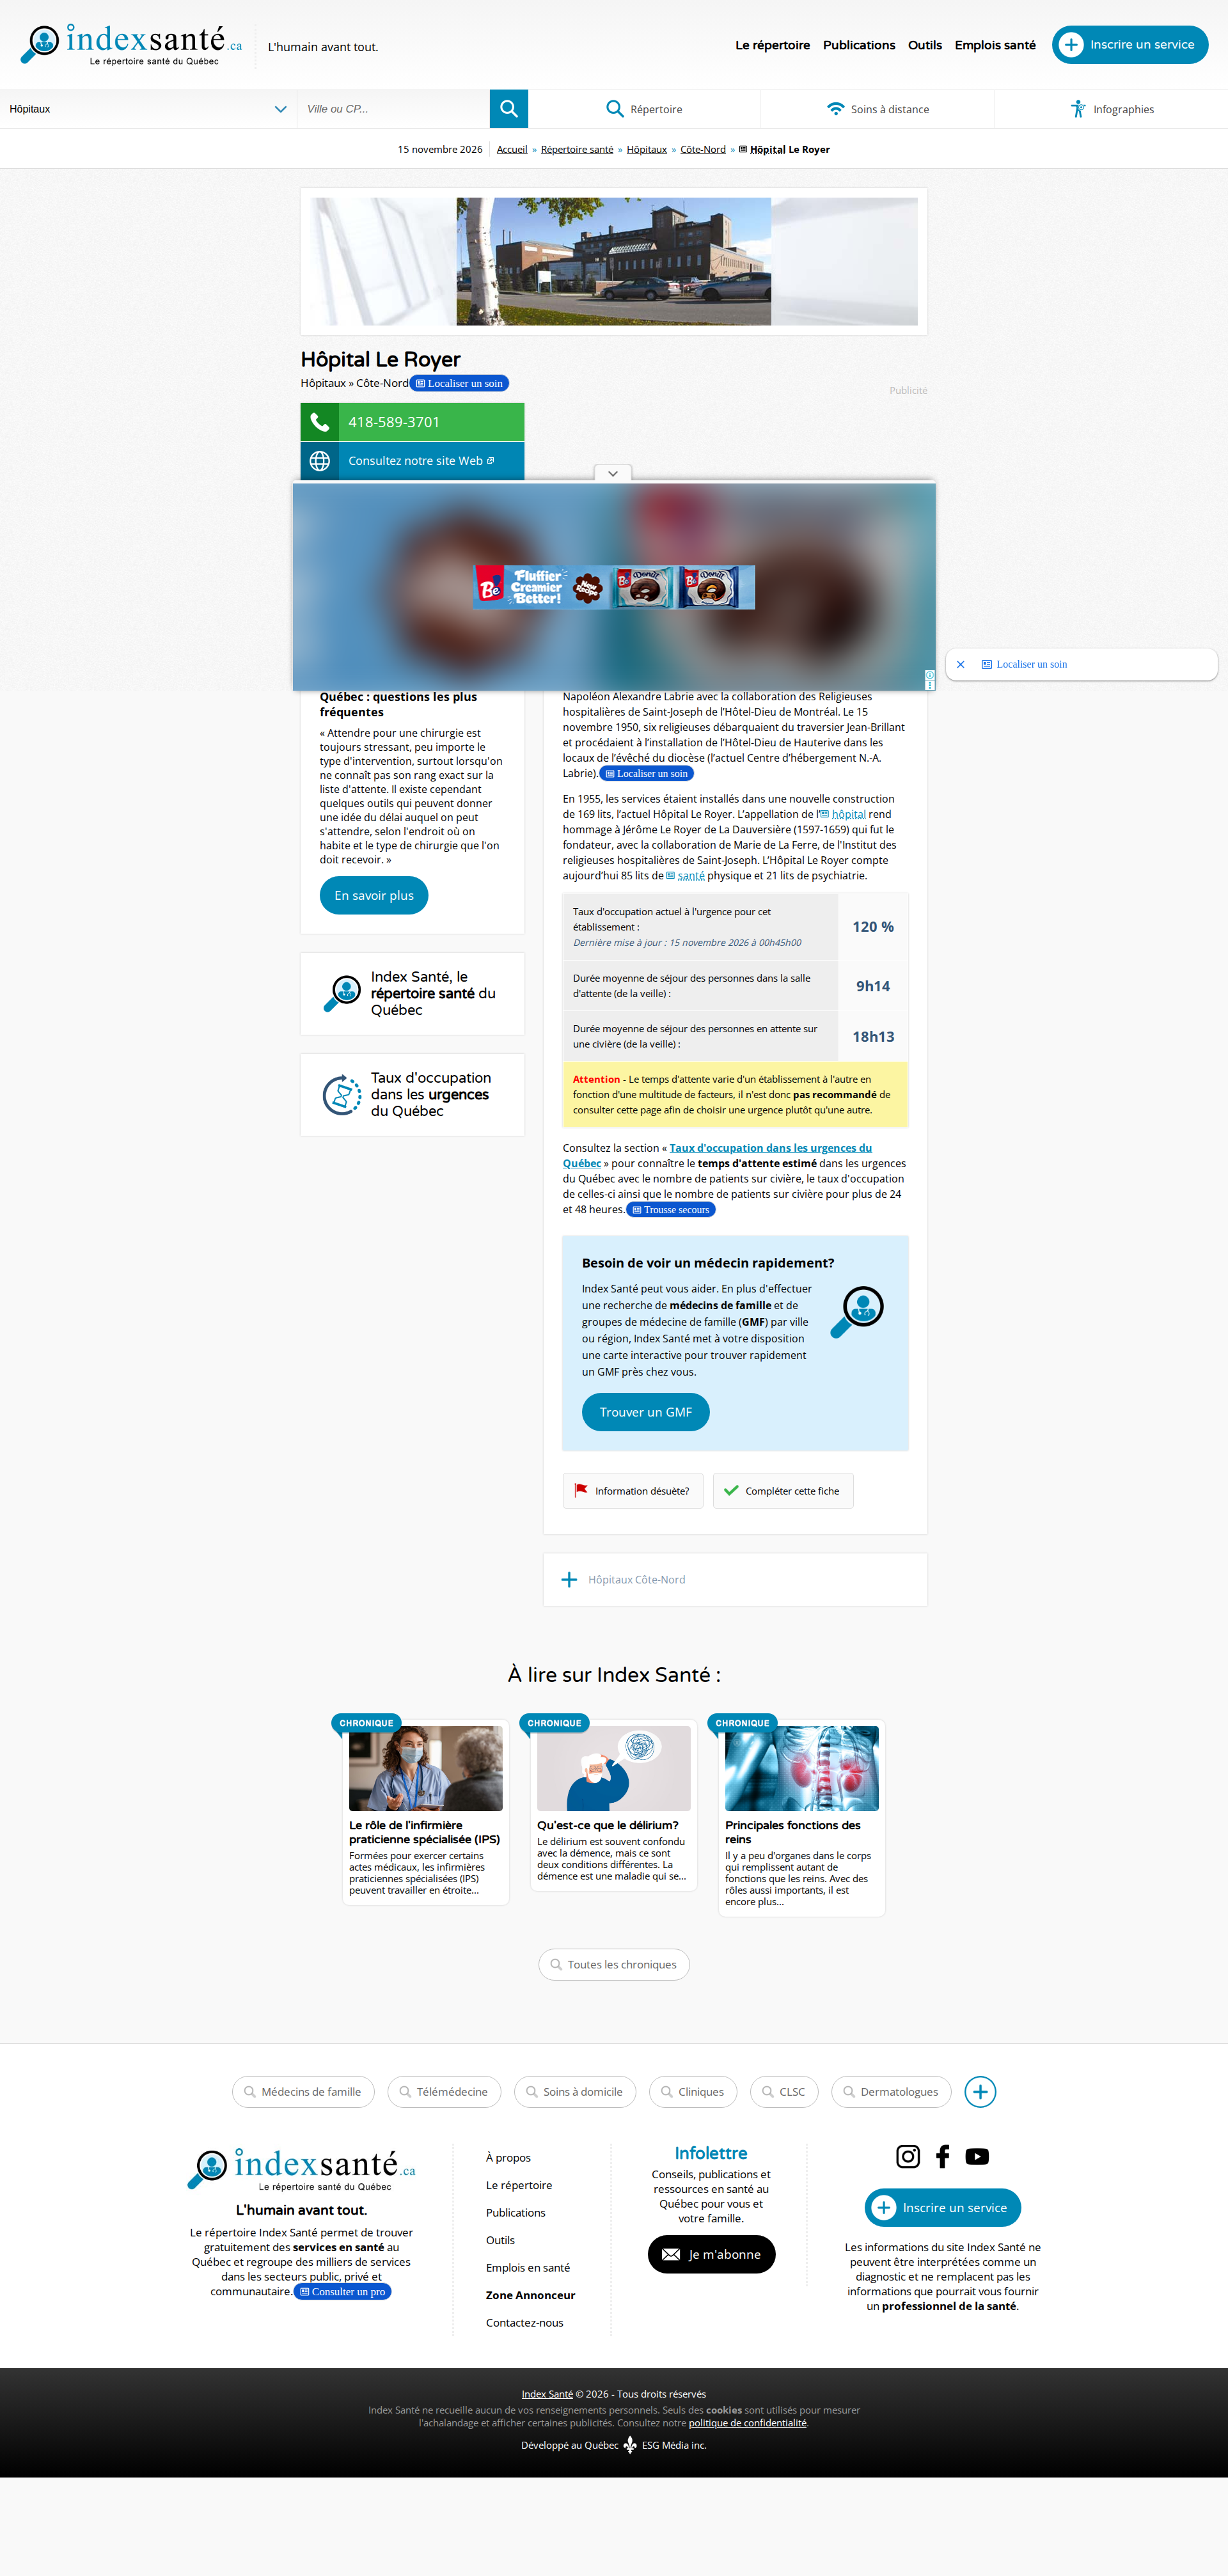 indexsanté.ca
Le répertoire santé du Québec
L'humain avant tout.
Le répertoire
Publications
Outils
Emplois santé
Inscrire un service
Hôpitaux
Ville ou CP...
Répertoire
Soins à distance
Infographies
15 novembre 2026 Accueil » Répertoire santé » Hôpitaux » Côte-Nord » Hôpital Le Royer
Hôpital Le Royer
Hôpitaux » Côte-Nord Localiser un soin
Publicité
418-589-3701
Consultez notre site Web
Be Fluffier
Creamier
Better!
New
Recipe
Be Donut
Be Donut
Localiser un soin
Québec : questions les plus
fréquentes
« Attendre pour une chirurgie est
toujours stressant, peu importe le
type d'intervention, surtout lorsqu'on
ne connaît pas son rang exact sur la
liste d'attente. Il existe cependant
quelques outils qui peuvent donner
une idée du délai auquel on peut
s'attendre, selon l'endroit où on
habite et le type de chirurgie que l'on
doit recevoir. »
En savoir plus
Index Santé, le
répertoire santé du
Québec
Taux d'occupation
dans les urgences
du Québec
Napoléon Alexandre Labrie avec la collaboration des Religieuses
hospitalières de Saint-Joseph de l’Hôtel-Dieu de Montréal. Le 15
novembre 1950, six religieuses débarquaient du traversier Jean-Brillant
et procédaient à l’installation de l’Hôtel-Dieu de Hauterive dans les
locaux de l’évêché du diocèse (l’actuel Centre d’hébergement N.-A.
Labrie). Localiser un soin
En 1955, les services étaient installés dans une nouvelle construction
de 169 lits, l’actuel Hôpital Le Royer. L’appellation de l’ hôpital rend
hommage à Jérôme Le Royer de La Dauversière (1597-1659) qui fut le
fondateur, avec la collaboration de Marie de La Ferre, de l'Institut des
religieuses hospitalières de Saint-Joseph. L’Hôpital Le Royer compte
aujourd’hui 85 lits de santé physique et 21 lits de psychiatrie.
Taux d'occupation actuel à l'urgence pour cet
établissement :
Dernière mise à jour : 15 novembre 2026 à 00h45h00
120 %
Durée moyenne de séjour des personnes dans la salle
d'attente (de la veille) :
9h14
Durée moyenne de séjour des personnes en attente sur
une civière (de la veille) :
18h13
Attention - Le temps d'attente varie d'un établissement à l'autre en
fonction d'une multitude de facteurs, il n'est donc pas recommandé de
consulter cette page afin de choisir une urgence plutôt qu'une autre.
Consultez la section « Taux d'occupation dans les urgences du
Québec » pour connaître le temps d'attente estimé dans les urgences
du Québec avec le nombre de patients sur civière, le taux d'occupation
de celles-ci ainsi que le nombre de patients sur civière pour plus de 24
et 48 heures. Trousse secours
Besoin de voir un médecin rapidement?
Index Santé peut vous aider. En plus d'effectuer
une recherche de médecins de famille et de
groupes de médecine de famille (GMF) par ville
ou région, Index Santé met à votre disposition
une carte interactive pour trouver rapidement
un GMF près chez vous.
Trouver un GMF
Information désuète?
Compléter cette fiche
Hôpitaux Côte-Nord
À lire sur Index Santé :
CHRONIQUE
Le rôle de l'infirmière
praticienne spécialisée (IPS)
Formées pour exercer certains
actes médicaux, les infirmières
praticiennes spécialisées (IPS)
peuvent travailler en étroite...
CHRONIQUE
Qu'est-ce que le délirium?
Le délirium est souvent confondu
avec la démence, mais ce sont
deux conditions différentes. La
démence est une maladie qui se...
CHRONIQUE
Principales fonctions des
reins
Il y a peu d'organes dans le corps
qui remplissent autant de
fonctions que les reins. Avec des
rôles aussi importants, il est
encore plus...
Toutes les chroniques
Médecins de famille
Télémédecine
Soins à domicile
Cliniques
CLSC
Dermatologues
indexsanté.ca
Le répertoire santé du Québec
L'humain avant tout.
Le répertoire Index Santé permet de trouver
gratuitement des services en santé au
Québec et regroupe des milliers de services
dans les secteurs public, privé et
communautaire. Consulter un pro
À propos
Le répertoire
Publications
Outils
Emplois en santé
Zone Annonceur
Contactez-nous
Infolettre
Conseils, publications et
ressources en santé au
Québec pour vous et
votre famille.
Je m'abonne
Inscrire un service
Les informations du site Index Santé ne
peuvent être interprétées comme un
diagnostic et ne remplacent pas les
informations que pourrait vous fournir
un professionnel de la santé.
Index Santé © 2026 - Tous droits réservés
Index Santé ne recueille aucun de vos renseignements personnels. Seuls des cookies sont utilisés pour mesurer
l'achalandage et afficher certaines publicités. Consultez notre politique de confidentialité.
Développé au Québec ESG Média inc.